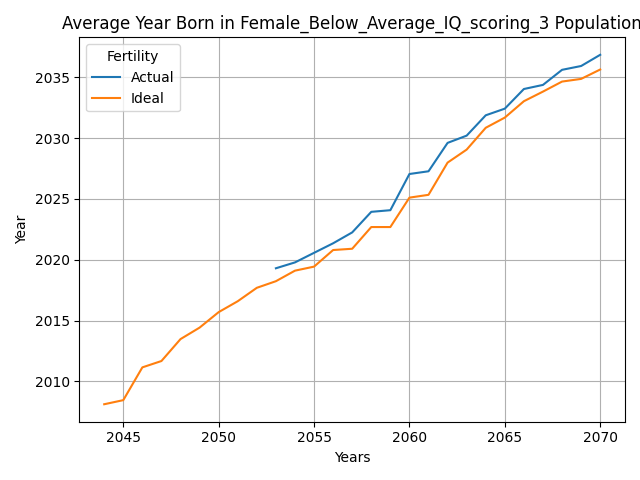 Average Year Born in Female_Below_Average_IQ_scoring_3 Population
Fertility
Actual
Ideal
Year
2035
2030
2025
2020
2015
2010
2045 2050 2055 2060 2065 2070
Years